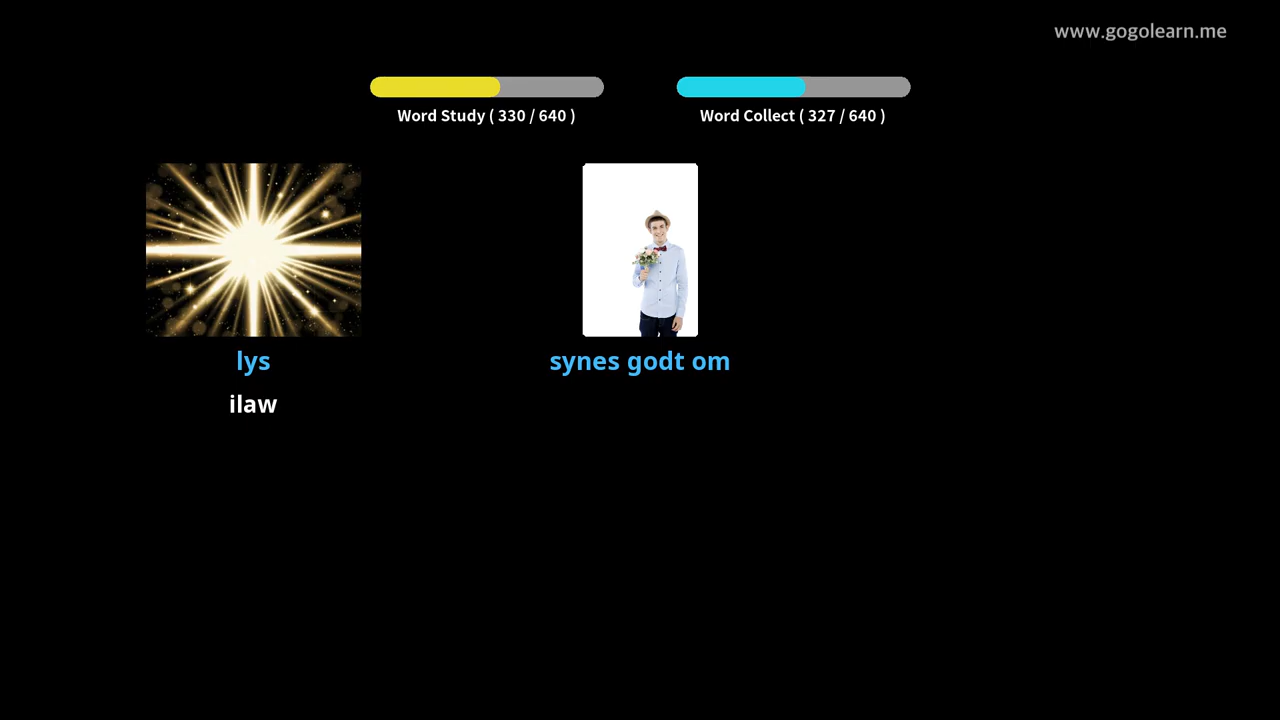 www.gogolearn.me
Word Study ( 330 / 640 )
Word Collect ( 327 / 640 )
lys
synes godt om
ilaw